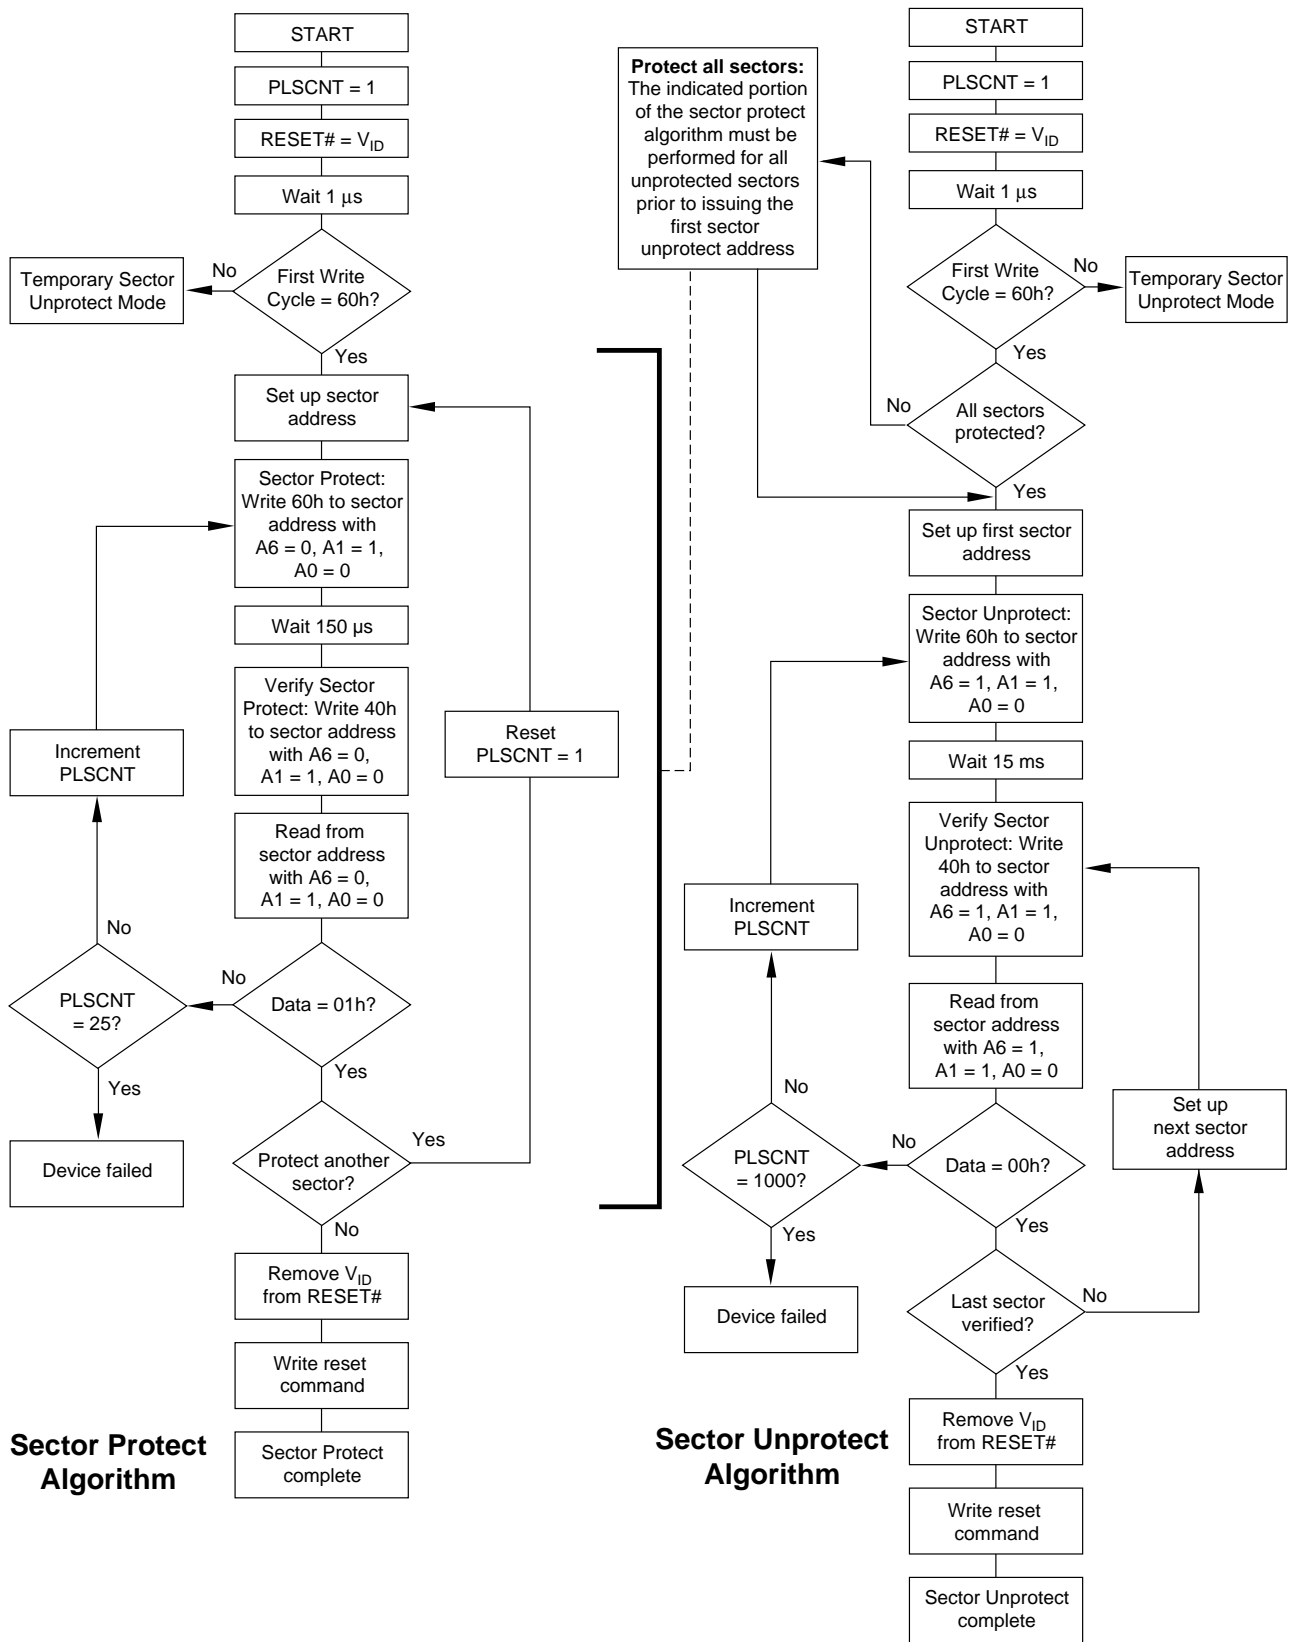 START
PLSCNT = 1
RESET# = VID
Wait 1 μs
First Write
Cycle = 60h?
No
Temporary Sector
Unprotect Mode
Yes
Set up sector
address
Sector Protect:
Write 60h to sector
address with
A6 = 0, A1 = 1,
A0 = 0
Wait 150 µs
Verify Sector
Protect: Write 40h
to sector address
with A6 = 0,
A1 = 1, A0 = 0
Reset
PLSCNT = 1
Increment
PLSCNT
Read from
sector address
with A6 = 0,
A1 = 1, A0 = 0
No
PLSCNT
= 25?
No
Data = 01h?
Yes
Yes
Device failed
Protect another
sector?
Yes
No
Remove VID
from RESET#
Write reset
command
Sector Protect
complete
Sector Protect
Algorithm
Protect all sectors:
The indicated portion
of the sector protect
algorithm must be
performed for all
unprotected sectors
prior to issuing the
first sector
unprotect address
START
PLSCNT = 1
RESET# = VID
Wait 1 μs
First Write
Cycle = 60h?
No
Temporary Sector
Unprotect Mode
Yes
No
All sectors
protected?
Yes
Set up first sector
address
Sector Unprotect:
Write 60h to sector
address with
A6 = 1, A1 = 1,
A0 = 0
Wait 15 ms
Verify Sector
Unprotect: Write
40h to sector
address with
A6 = 1, A1 = 1,
A0 = 0
Increment
PLSCNT
Read from
sector address
with A6 = 1,
A1 = 1, A0 = 0
No
PLSCNT
= 1000?
No
Data = 00h?
Set up
next sector
address
Yes
Yes
Device failed
Last sector
verified?
No
Yes
Remove VID
from RESET#
Write reset
command
Sector Unprotect
complete
Sector Unprotect
Algorithm